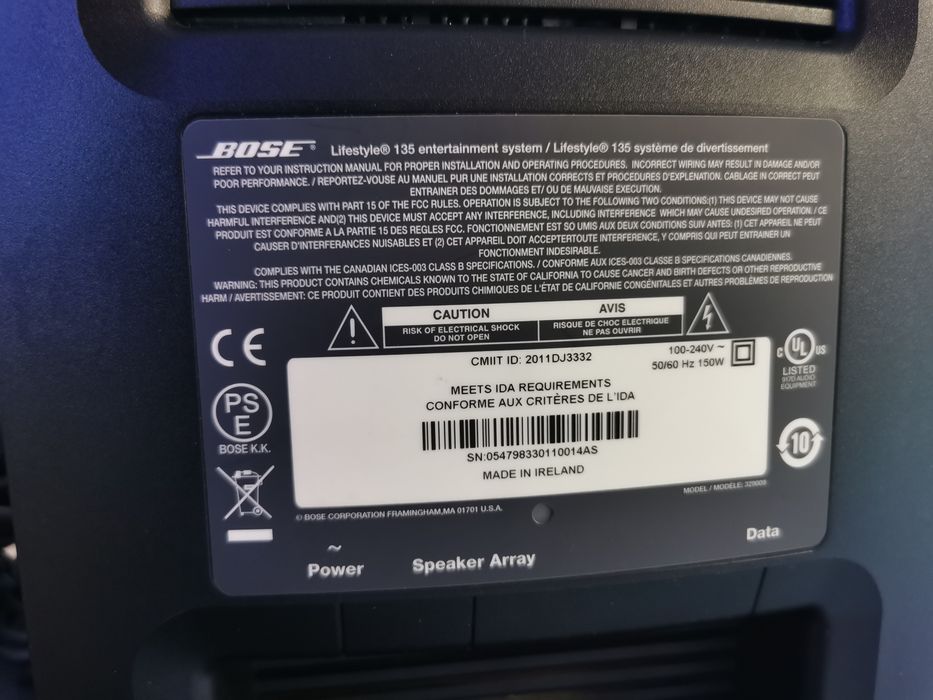 BOSE® Lifestyle® 135 entertainment system / Lifestyle® 135 système de divertissement
REFER TO YOUR INSTRUCTION MANUAL FOR PROPER INSTALLATION AND OPERATING PROCEDURES. INCORRECT WIRING MAY RESULT IN DAMAGE AND/OR
POOR PERFORMANCE. / REPORTEZ-VOUSE AU MANUEL PUR UNE INSTALLATION CORRECTS ET PROCEDURES D'EXPLENATION. CABLAGE IN CORRECT PEUT
ENTRAINER DES DOMMAGES ET/ OU DE MAUVAISE EXECUTION.
THIS DEVICE COMPLIES WITH PART 15 OF THE FCC RULES. OPERATION IS SUBJECT TO THE FOLLOWING TWO CONDITIONS:(1) THIS DEVICE MAY NOT CAUSE
HARMFUL INTERFERENCE AND(2) THIS DEVICE MUST ACCEPT ANY INTERFERENCE, INCLUDING INTERFERENCE WHICH MAY CAUSE UNDESIRED OPERATION. / CE
PRODUIT EST CONFORME A LA PARTIE 15 DES REGLES FCC. FONCTIONNEMENT EST SO UMIS AUX DEUX CONDITIONS SUIV ANTES: (1) CET APPAREIL NE PEUT
CAUSER D'INTERFERANCES NUISABLES ET (2) CET APPAREIL DOIT ACCEPTERTOUTE INTERFERENCE, Y COMPRIS QUI PEUT ENTRAINER UN
FONCTIONNEMENT INDESIRABLE.
COMPLIES WITH THE CANADIAN ICES-003 CLASS B SPECIFICATIONS. / CONFORME AUX ICES-003 CLASSE B SPECIFICATIONS CANADIENNES.
WARNING: THIS PRODUCT CONTAINS CHEMICALS KNOWN TO THE STATE OF CALIFORNIA TO CAUSE CANCER AND BIRTH DEFECTS OR OTHER REPRODUCTIVE
HARM / AVERTISSEMENT: CE PRODUIT CONTIENT DES PRODUITS CHIMIQUES DE L'ÉTAT DE CALIFORNIE CONGÉNITALES ET AUTRES PROBLÈMES DE REPRODUCTION
CAUTION AVIS
RISK OF ELECTRICAL SHOCK
DO NOT OPEN
RISQUE DE CHOC ELECTRIQUE
NE PAS OUVRIR
CE
CMIIT ID: 2011DJ3332
100-240V ~
50/60 Hz 150W
C UL US
LISTED
917D AUDIO
EQUIPMENT
MEETS IDA REQUIREMENTS
CONFORME AUX CRITÈRES DE L'IDA
PS
E
BOSE K.K.
10
SN:054798330110014AS
MADE IN IRELAND
MODEL / MODÈLE: 329009
© BOSE CORPORATION FRAMINGHAM,MA 01701 U.S.A.
~
Power
Speaker Array
Data